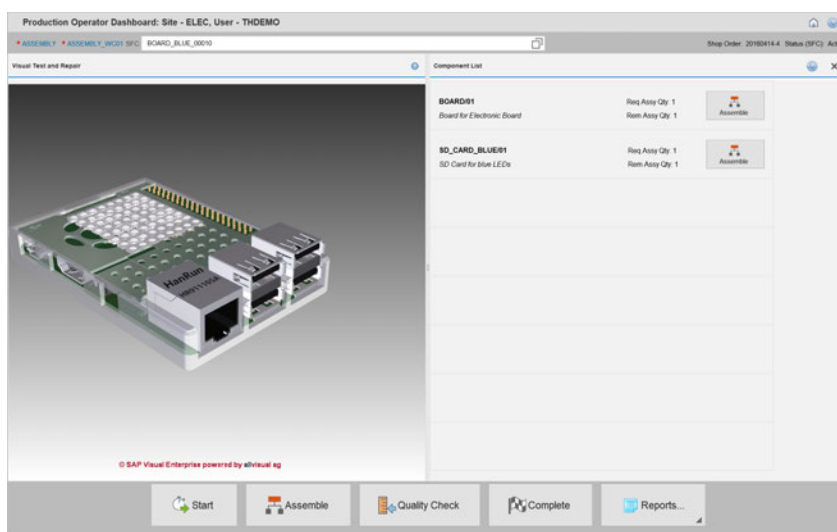 Production Operator Dashboard: Site - ELEC, User - THDEMO
* ASSEMBLY * ASSEMBLY_WC01 SFC BOARD_BLUE_00010 Shop Order: 20160414-4 Status (SFC) Act
Visual Test and Repair
HanRun
© SAP Visual Enterprise powered by allvisual ag
Component List
BOARD/01 Req Assy Qty: 1 Assemble
Board for Electronic Board Rem Assy Qty: 1
SD_CARD_BLUE/01 Req Assy Qty: 1 Assemble
SD Card for blue LEDs Rem Assy Qty: 1
Start Assemble Quality Check Complete Reports...